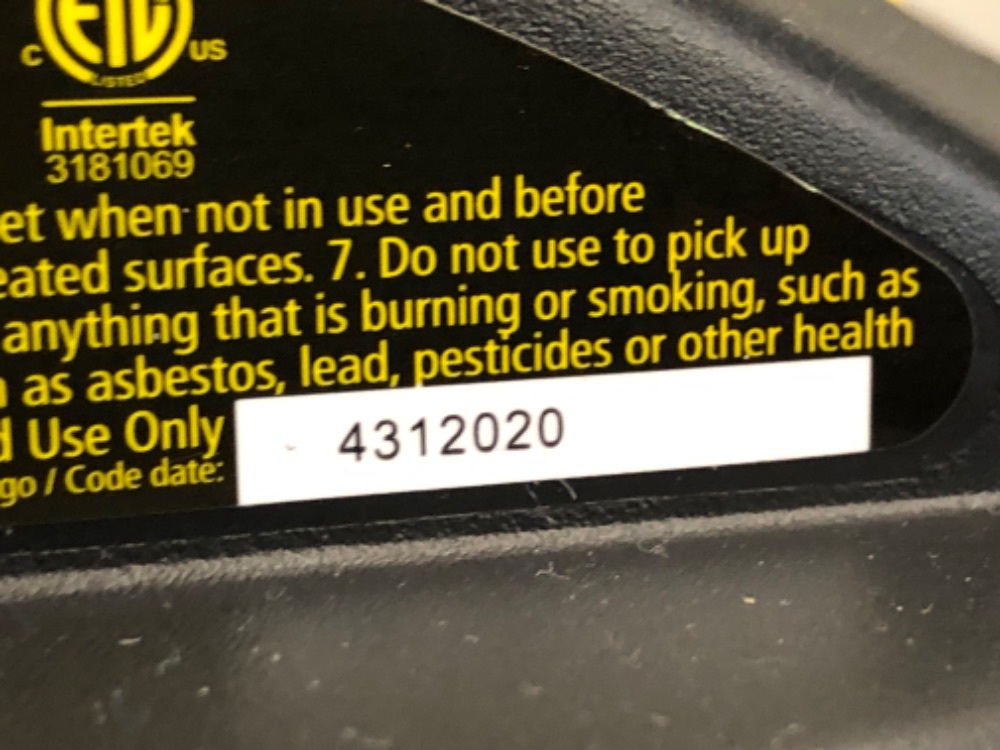 ETL
C US
LISTED
Intertek
3181069
et when not in use and before
eated surfaces. 7. Do not use to pick up
anything that is burning or smoking, such as
as asbestos, lead, pesticides or other health
d Use Only
go / Code date: 4312020